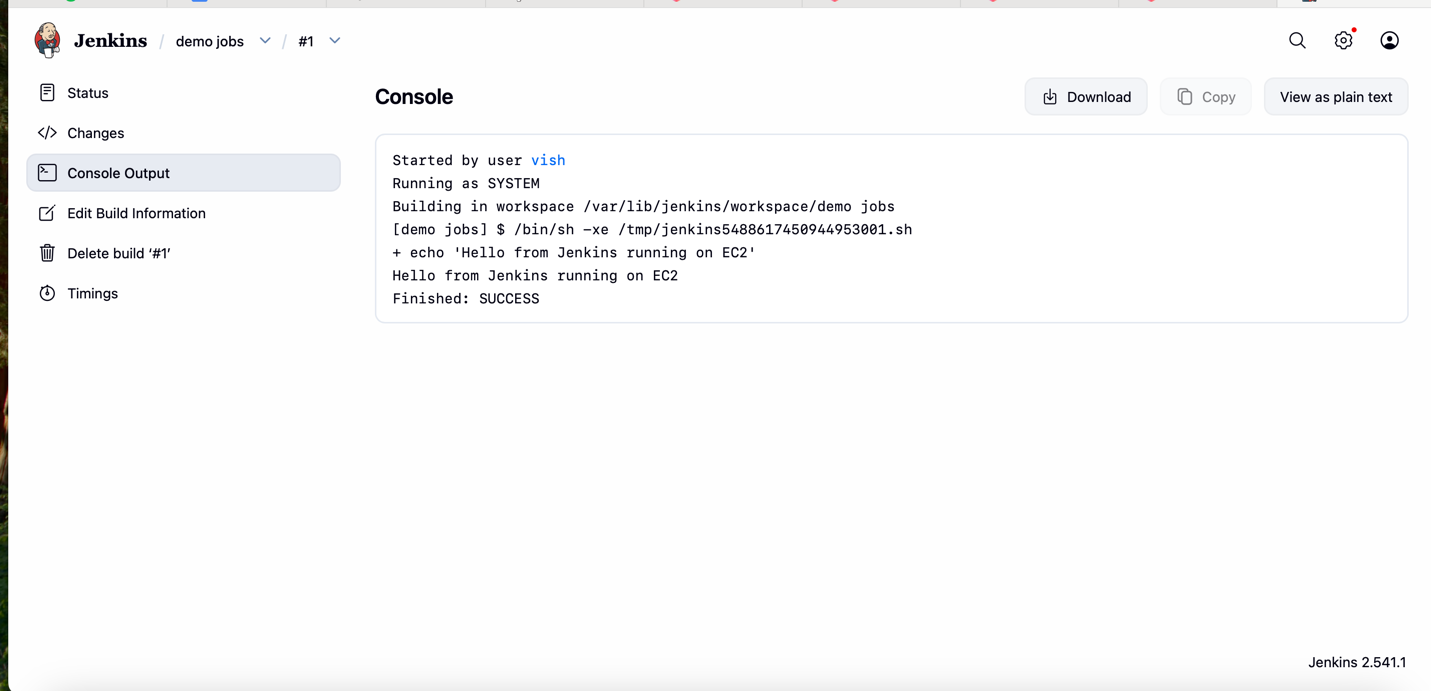 Jenkins / demo jobs / #1
Status
Changes
Console Output
Edit Build Information
Delete build ‘#1’
Timings
Console
Download
Copy
View as plain text
Started by user vish
Running as SYSTEM
Building in workspace /var/lib/jenkins/workspace/demo jobs
[demo jobs] $ /bin/sh -xe /tmp/jenkins5488617450944953001.sh
+ echo 'Hello from Jenkins running on EC2'
Hello from Jenkins running on EC2
Finished: SUCCESS
Jenkins 2.541.1